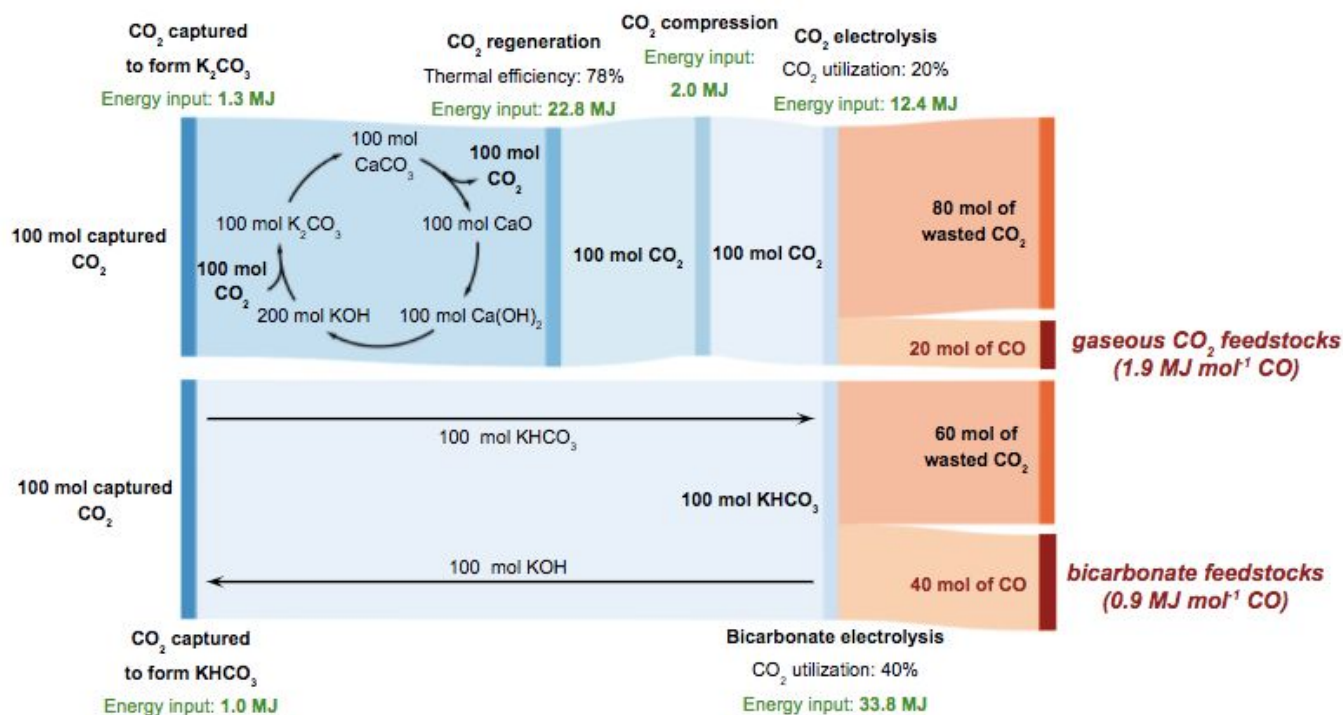 CO₂ captured
to form K₂CO₃
Energy input: 1.3 MJ
CO₂ regeneration
Thermal efficiency: 78%
Energy input: 22.8 MJ
CO₂ compression
Energy input:
2.0 MJ
CO₂ electrolysis
CO₂ utilization: 20%
Energy input: 12.4 MJ
100 mol captured
CO₂
100 mol
CaCO₃
100 mol
CO₂
100 mol K₂CO₃
100 mol CaO
100 mol
CO₂
200 mol KOH
100 mol Ca(OH)₂
100 mol CO₂
100 mol CO₂
80 mol of
wasted CO₂
20 mol of CO
gaseous CO₂ feedstocks
(1.9 MJ mol⁻¹ CO)
100 mol captured
CO₂
100 mol KHCO₃
100 mol KHCO₃
100 mol KOH
60 mol of
wasted CO₂
40 mol of CO
bicarbonate feedstocks
(0.9 MJ mol⁻¹ CO)
CO₂ captured
to form KHCO₃
Energy input: 1.0 MJ
Bicarbonate electrolysis
CO₂ utilization: 40%
Energy input: 33.8 MJ